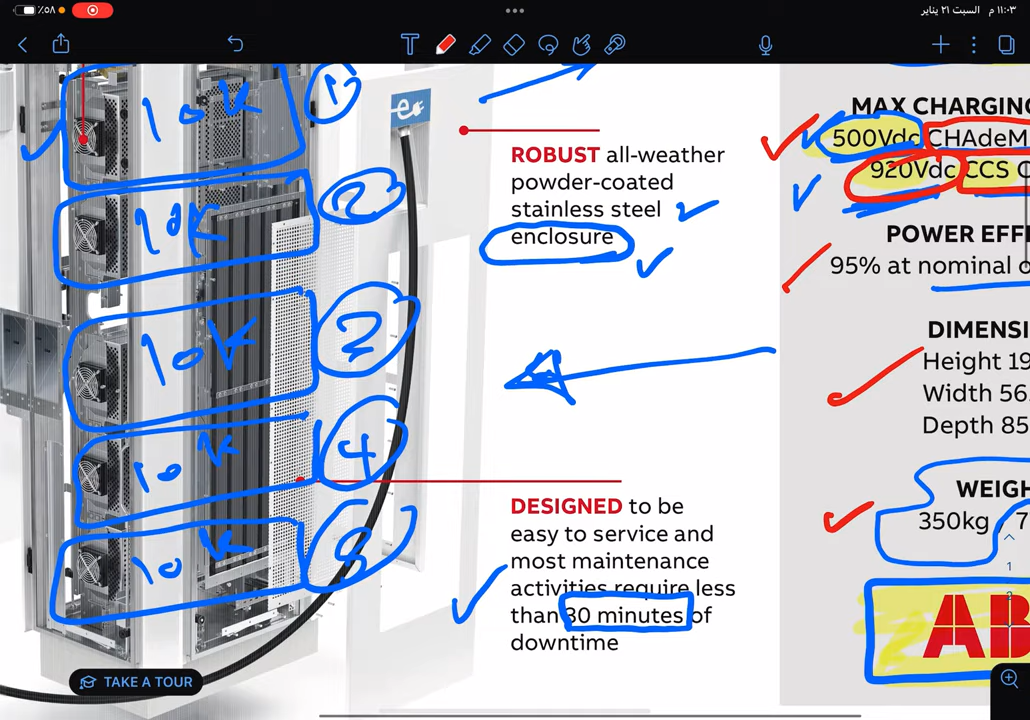 ٪٥٨
١١:٠٣ م السبت ٢١ يناير
10K
1
10K
2
10K
2
10K
4
10K
e
ROBUST all-weather
powder-coated
stainless steel
enclosure
DESIGNED to be
easy to service and
most maintenance
activities require less
than 30 minutes of
downtime
MAX CHARGING
500Vdc CHAdeM
920Vdc CCS C
POWER EFF
95% at nominal o
DIMENSI
Height 19
Width 56
Depth 85
WEIGH
350kg / 7
AB
1
2
TAKE A TOUR